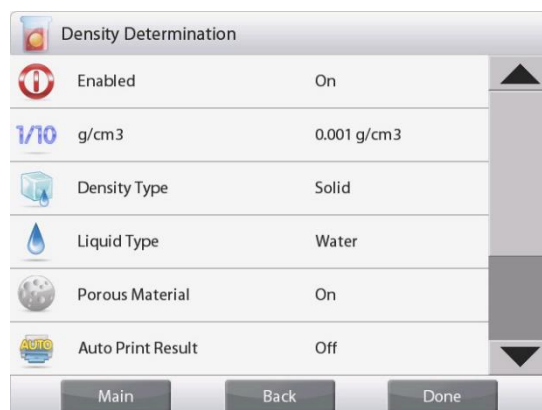 Density Determination
Enabled On
1/10 g/cm3 0.001 g/cm3
Density Type Solid
Liquid Type Water
Porous Material On
AUTO Auto Print Result Off
Main Back Done